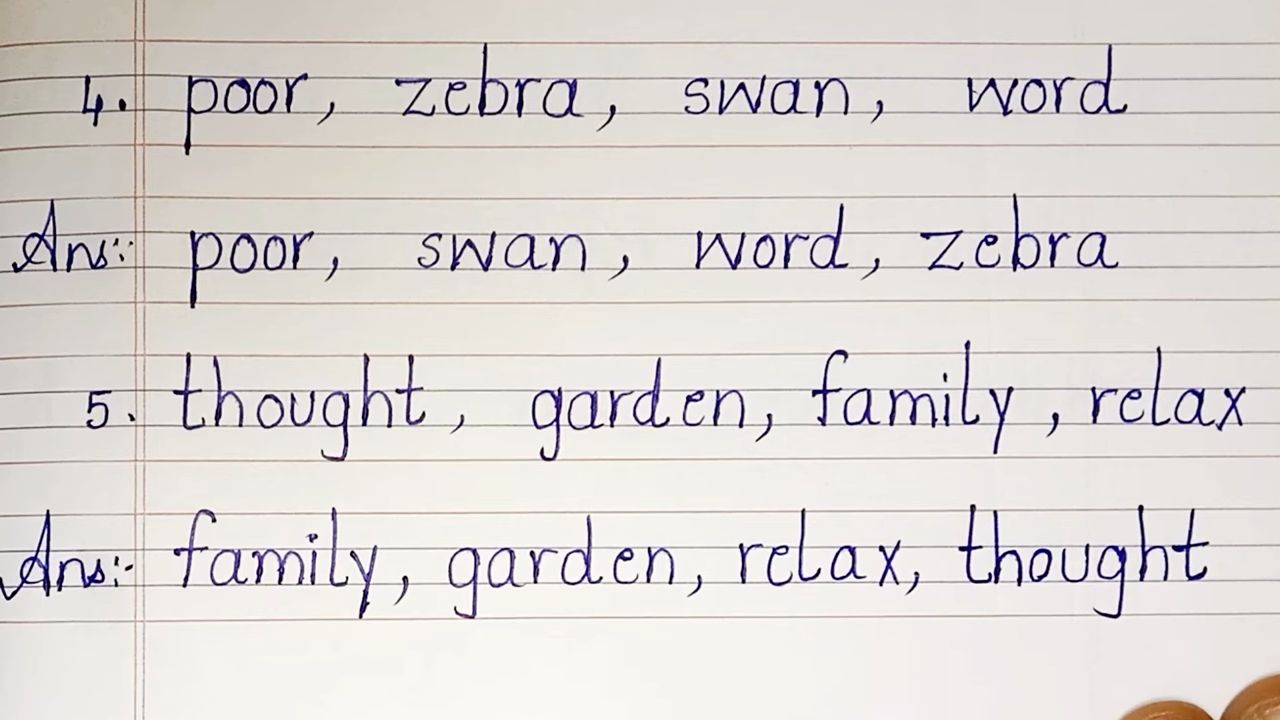 4. poor, zebra, swan, word
Ans:- poor, swan, word, zebra
5. thought, garden, family, relax
Ans:- family, garden, relax, thought